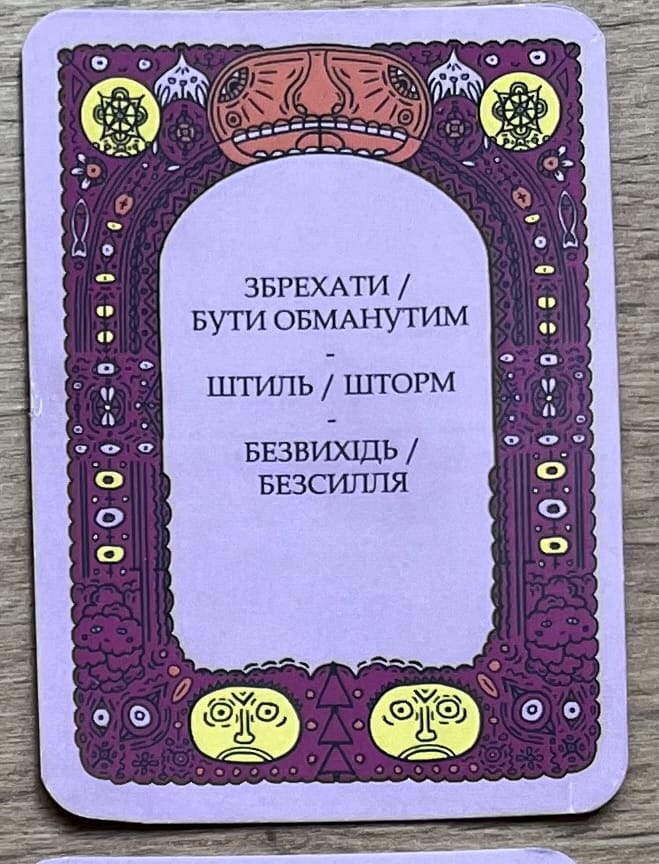 ЗБРЕХАТИ /
БУТИ ОБМАНУТИМ
-
ШТИЛЬ / ШТОРМ
-
БЕЗВИХІДЬ /
БЕЗСИЛЛЯ